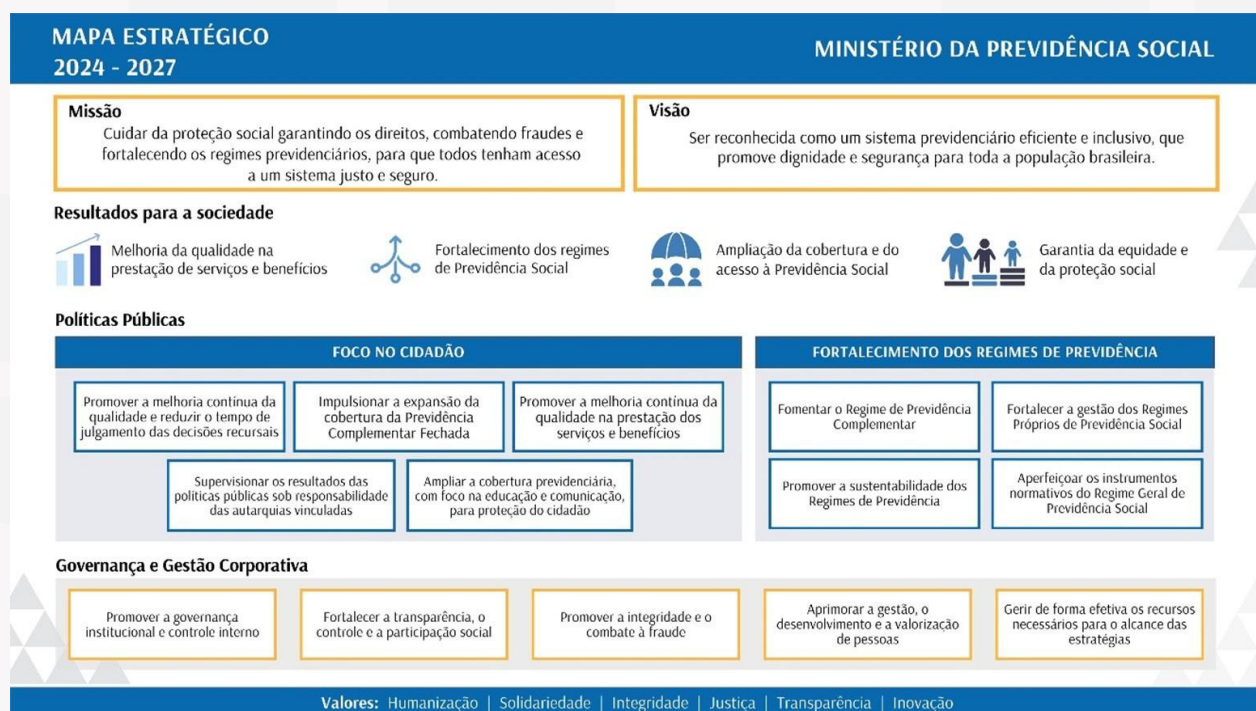 MAPA ESTRATÉGICO
2024 - 2027
MINISTÉRIO DA PREVIDÊNCIA SOCIAL
Missão
Cuidar da proteção social garantindo os direitos, combatendo fraudes e
fortalecendo os regimes previdenciários, para que todos tenham acesso
a um sistema justo e seguro.
Visão
Ser reconhecida como um sistema previdenciário eficiente e inclusivo, que
promove dignidade e segurança para toda a população brasileira.
Resultados para a sociedade
Melhoria da qualidade na
prestação de serviços e benefícios
Fortalecimento dos regimes
de Previdência Social
Ampliação da cobertura e do
acesso à Previdência Social
Garantia da equidade e
da proteção social
Políticas Públicas
FOCO NO CIDADÃO
Promover a melhoria contínua da
qualidade e reduzir o tempo de
julgamento das decisões recursais
Impulsionar a expansão da
cobertura da Previdência
Complementar Fechada
Promover a melhoria contínua da
qualidade na prestação dos
serviços e benefícios
Supervisionar os resultados das
políticas públicas sob responsabilidade
das autarquias vinculadas
Ampliar a cobertura previdenciária,
com foco na educação e comunicação,
para proteção do cidadão
FORTALECIMENTO DOS REGIMES DE PREVIDÊNCIA
Fomentar o Regime de Previdência
Complementar
Fortalecer a gestão dos Regimes
Próprios de Previdência Social
Promover a sustentabilidade dos
Regimes de Previdência
Aperfeiçoar os instrumentos
normativos do Regime Geral de
Previdência Social
Governança e Gestão Corporativa
Promover a governança
institucional e controle interno
Fortalecer a transparência, o
controle e a participação social
Promover a integridade e o
combate à fraude
Aprimorar a gestão, o
desenvolvimento e a valorização
de pessoas
Gerir de forma efetiva os recursos
necessários para o alcance das
estratégias
Valores: Humanização | Solidariedade | Integridade | Justiça | Transparência | Inovação